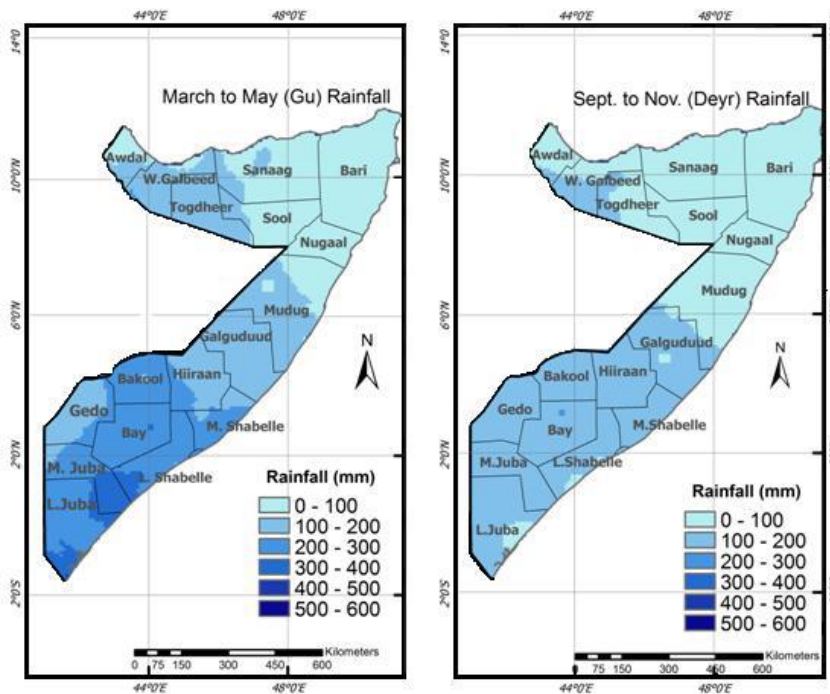 44°0'E 48°0'E
14°0
10°0'N
6°0'N
2°0'N
2°0'S
March to May (Gu) Rainfall
Awdal
W.Galbeed
Togdheer
Sanaag
Bari
Sool
Nugaal
Mudug
Galguduud
Hiiraan
Bakool
Gedo
Bay
M. Shabelle
M. Juba
L. Shabelle
L.Juba
N
Rainfall (mm)
0 - 100
100 - 200
200 - 300
300 - 400
400 - 500
500 - 600
Kilometers
0 75 150 300 450 600
44°0'E 48°0'E
44°0'E 48°0'E
14°0
10°0'N
6°0'N
2°0'N
2°0'S
Sept. to Nov. (Deyr) Rainfall
Awdal
W. Galbeed
Togdheer
Sanaag
Bari
Sool
Nugaal
Mudug
Galguduud
Hiiraan
Bakool
Gedo
Bay
M.Shabelle
M.Juba
L.Shabelle
L.Juba
N
Rainfall (mm)
0 - 100
100 - 200
200 - 300
300 - 400
400 - 500
500 - 600
Kilometers
0 75 150 300 450 600
44°0'E 48°0'E